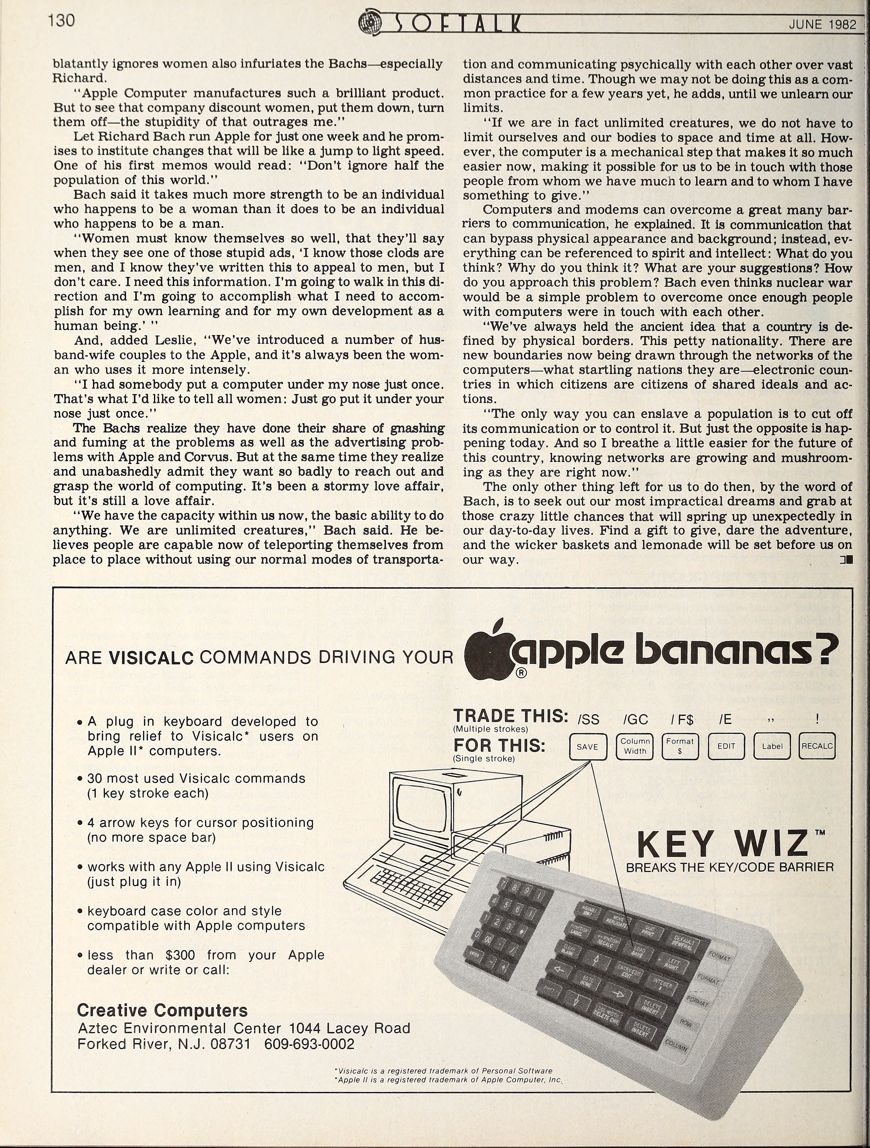 130
SOFTALK
JUNE 1982
blatantly ignores women also infuriates the Bachs—especially
Richard.
"Apple Computer manufactures such a brilliant product.
But to see that company discount women, put them down, turn
them off—the stupidity of that outrages me."
Let Richard Bach run Apple for just one week and he prom-
ises to institute changes that will be like a jump to light speed.
One of his first memos would read: "Don't ignore half the
population of this world."
Bach said it takes much more strength to be an individual
who happens to be a woman than it does to be an individual
who happens to be a man.
"Women must know themselves so well, that they'll say
when they see one of those stupid ads, 'I know those clods are
men, and I know they've written this to appeal to men, but I
don't care. I need this information. I'm going to walk in this di-
rection and I'm going to accomplish what I need to accom-
plish for my own learning and for my own development as a
human being.' "
And, added Leslie, "We've introduced a number of hus-
band-wife couples to the Apple, and it's always been the wom-
an who uses it more intensely.
"I had somebody put a computer under my nose just once.
That's what I'd like to tell all women: Just go put it under your
nose just once."
The Bachs realize they have done their share of gnashing
and fuming at the problems as well as the advertising prob-
lems with Apple and Corvus. But at the same time they realize
and unabashedly admit they want so badly to reach out and
grasp the world of computing. It's been a stormy love affair,
but it's still a love affair.
"We have the capacity within us now, the basic ability to do
anything. We are unlimited creatures," Bach said. He be-
lieves people are capable now of teleporting themselves from
place to place without using our normal modes of transporta-
tion and communicating psychically with each other over vast
distances and time. Though we may not be doing this as a com-
mon practice for a few years yet, he adds, until we unlearn our
limits.
"If we are in fact unlimited creatures, we do not have to
limit ourselves and our bodies to space and time at all. How-
ever, the computer is a mechanical step that makes it so much
easier now, making it possible for us to be in touch with those
people from whom we have much to learn and to whom I have
something to give."
Computers and modems can overcome a great many bar-
riers to communication, he explained. It is communication that
can bypass physical appearance and background; instead, ev-
erything can be referenced to spirit and intellect: What do you
think? Why do you think it? What are your suggestions? How
do you approach this problem? Bach even thinks nuclear war
would be a simple problem to overcome once enough people
with computers were in touch with each other.
"We've always held the ancient idea that a country is de-
fined by physical borders. This petty nationality. There are
new boundaries now being drawn through the networks of the
computers—what startling nations they are—electronic coun-
tries in which citizens are citizens of shared ideals and ac-
tions.
"The only way you can enslave a population is to cut off
its communication or to control it. But just the opposite is hap-
pening today. And so I breathe a little easier for the future of
this country, knowing networks are growing and mushroom-
ing as they are right now."
The only other thing left for us to do then, by the word of
Bach, is to seek out our most impractical dreams and grab at
those crazy little chances that will spring up unexpectedly in
our day-to-day lives. Find a gift to give, dare the adventure,
and the wicker baskets and lemonade will be set before us on
our way.
ARE VISICALC COMMANDS DRIVING YOUR apple bananas?
®
• A plug in keyboard developed to
bring relief to Visicalc* users on
Apple II* computers.
• 30 most used Visicalc commands
(1 key stroke each)
• 4 arrow keys for cursor positioning
(no more space bar)
• works with any Apple II using Visicalc
(just plug it in)
• keyboard case color and style
compatible with Apple computers
• less than $300 from your Apple
dealer or write or call:
Creative Computers
Aztec Environmental Center 1044 Lacey Road
Forked River, N.J. 08731 609-693-0002
TRADE THIS: /SS /GC /F$ /E " !
(Multiple strokes)
FOR THIS: SAVE Column Width Format $ EDIT Label RECALC
(Single stroke)
KEY WIZ™
BREAKS THE KEY/CODE BARRIER
FORMAT
FORMAT
FORMAT
ROW
COLUMN
*Visicalc is a registered trademark of Personal Software
*Apple II is a registered trademark of Apple Computer, Inc.